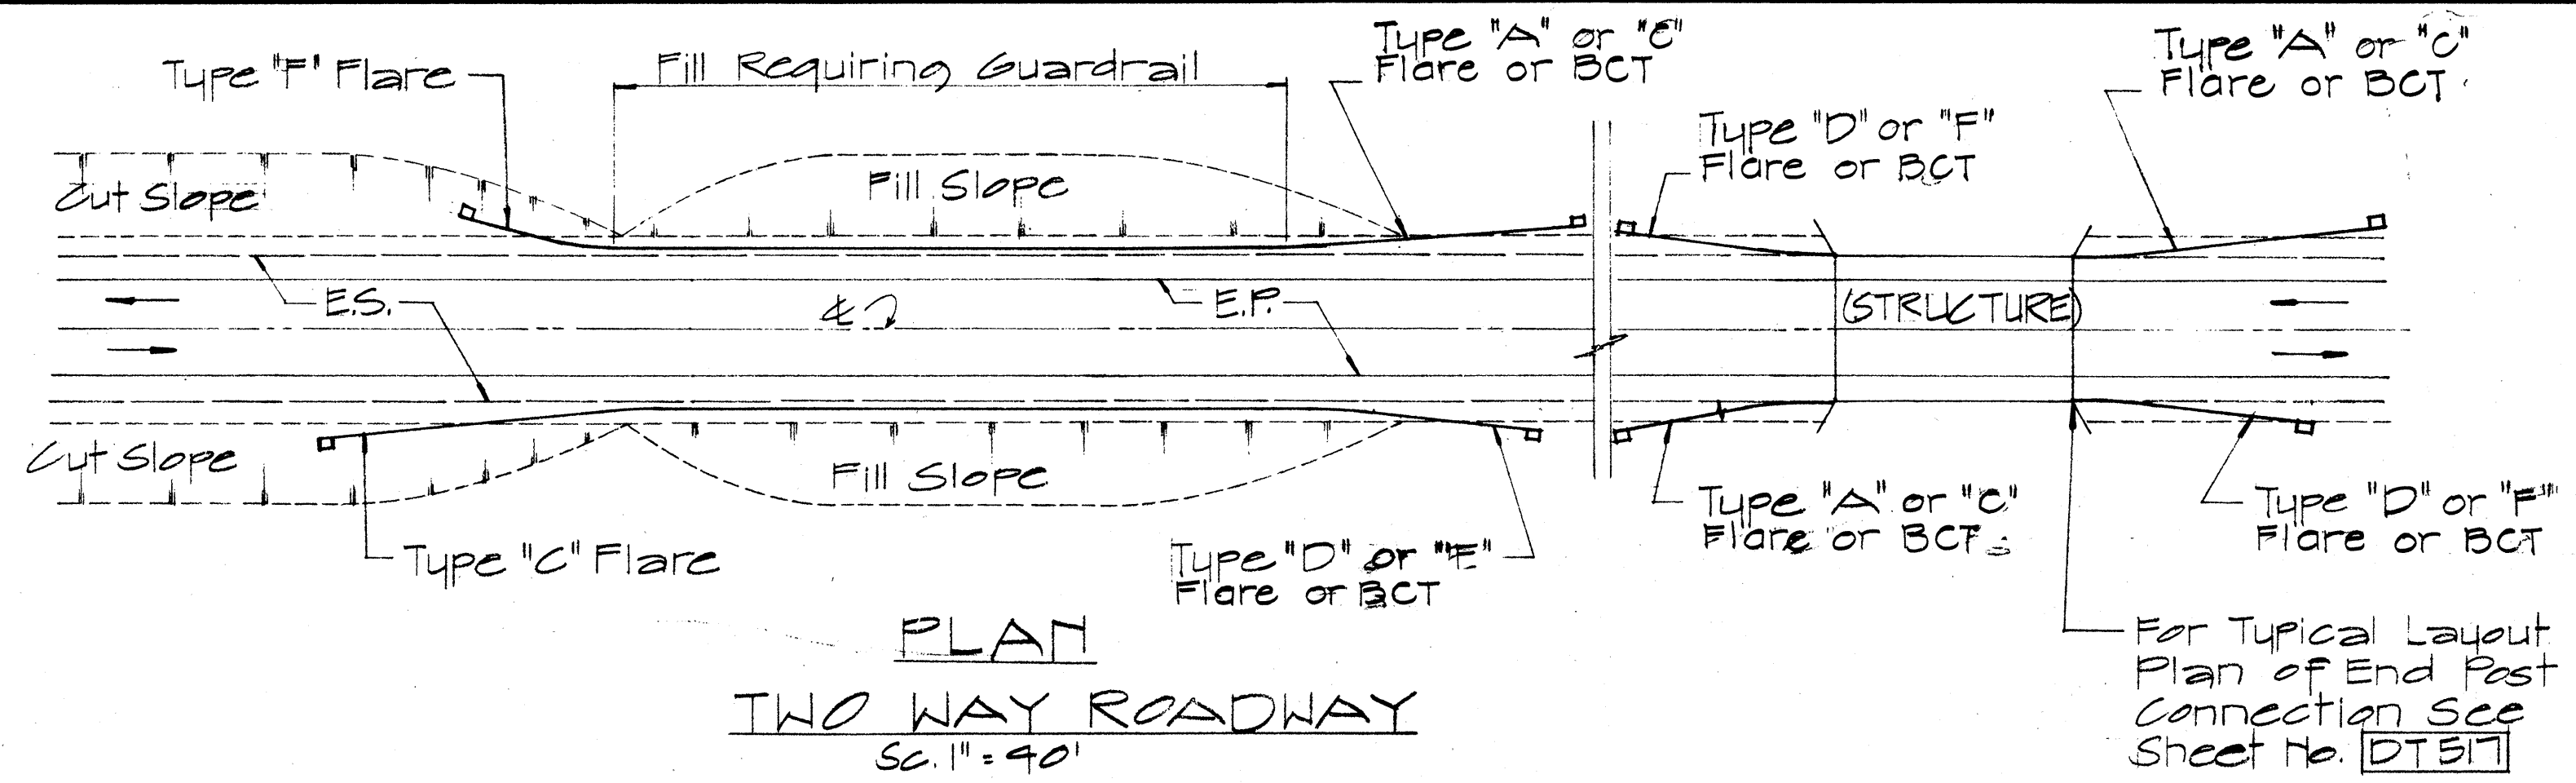 Type "F" Flare
Fill Requiring Guardrail
Type "A" or "C"
Flare or BCT
Type "A" or "C"
Flare or BCT
Type "D" or "F"
Flare or BCT
Cut Slope
Fill Slope
E.S.
℄
E.P.
(STRUCTURE)
Cut Slope
Fill Slope
Type "C" Flare
Type "D" or "F"
Flare or BCT
Type "A" or "C"
Flare or BCT
Type "D" or "F"
Flare or BCT
For Typical Layout
Plan of End Post
Connection See
Sheet No. DT517
PLAN
TWO WAY ROADWAY
Sc. 1" = 40'